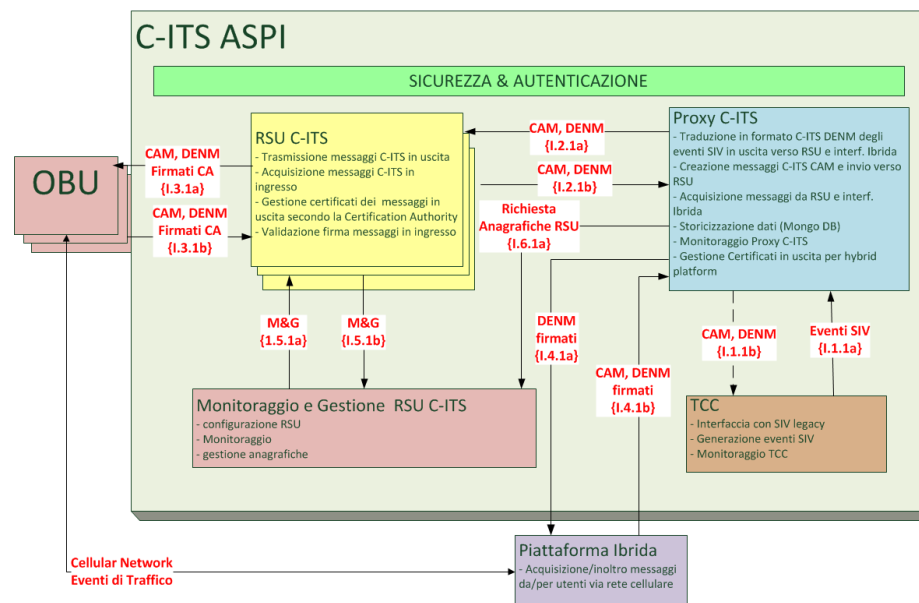 C-ITS ASPI
SICUREZZA & AUTENTICAZIONE
OBU
CAM, DENM
Firmati CA
{I.3.1a}
CAM, DENM
Firmati CA
{I.3.1b}
RSU C-ITS
- Trasmissione messaggi C-ITS in uscita
- Acquisizione messaggi C-ITS in
ingresso
- Gestione certificati dei messaggi in
uscita secondo la Certification Authority
- Validazione firma messaggi in ingresso
CAM, DENM
{I.2.1a}
CAM, DENM
{I.2.1b}
Richiesta
Anagrafiche RSU
{I.6.1a}
Proxy C-ITS
- Traduzione in formato C-ITS DENM degli
eventi SIV in uscita verso RSU e interf. Ibrida
- Creazione messaggi C-ITS CAM e invio verso
RSU
- Acquisizione messaggi da RSU e interf.
Ibrida
- Storicizzazione dati (Mongo DB)
- Monitoraggio Proxy C-ITS
- Gestione Certificati in uscita per hybrid
platform
M&G
{1.5.1a}
M&G
{I.5.1b}
DENM
firmati
{I.4.1a}
CAM, DENM
firmati
{I.4.1b}
CAM, DENM
{I.1.1b}
Eventi SIV
{I.1.1a}
Monitoraggio e Gestione RSU C-ITS
- configurazione RSU
- Monitoraggio
- gestione anagrafiche
TCC
- Interfaccia con SIV legacy
- Generazione eventi SIV
- Monitoraggio TCC
Cellular Network
Eventi di Traffico
Piattaforma Ibrida
- Acquisizione/inoltro messaggi
da/per utenti via rete cellulare